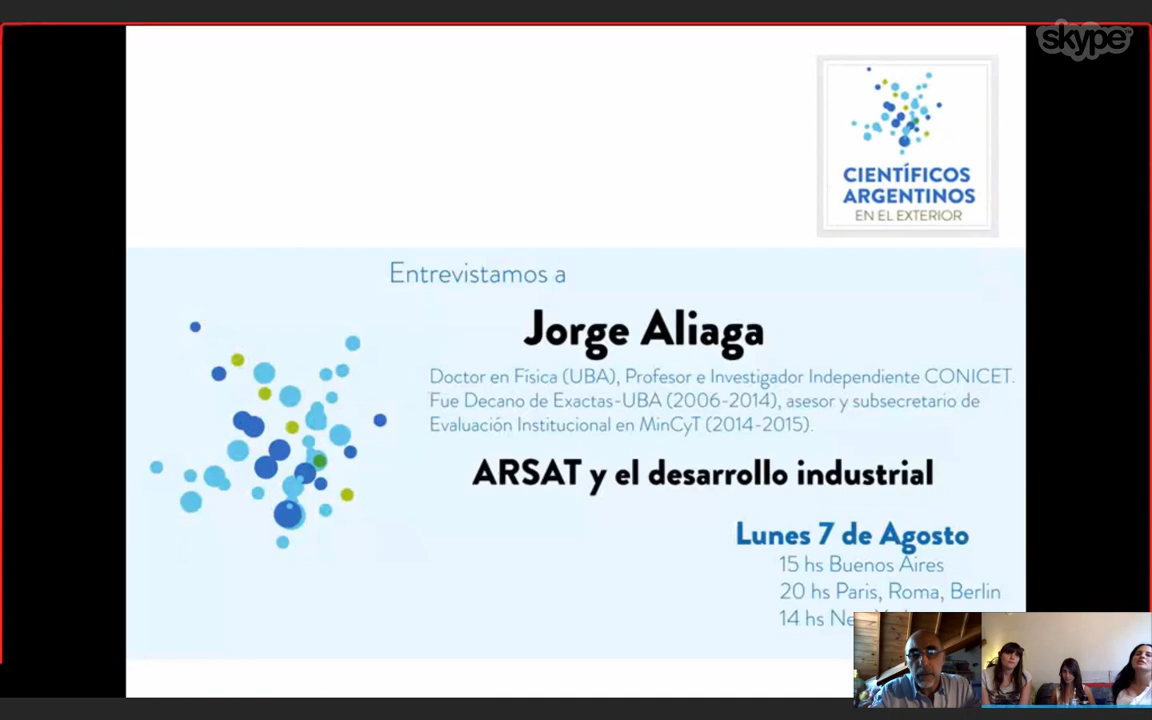 skype™
CIENTÍFICOS
ARGENTINOS
EN EL EXTERIOR
Entrevistamos a
Jorge Aliaga
Doctor en Física (UBA), Profesor e Investigador Independiente CONICET.
Fue Decano de Exactas-UBA (2006-2014), asesor y subsecretario de
Evaluación Institucional en MinCyT (2014-2015).
ARSAT y el desarrollo industrial
Lunes 7 de Agosto
15 hs Buenos Aires
20 hs Paris, Roma, Berlin
14 hs